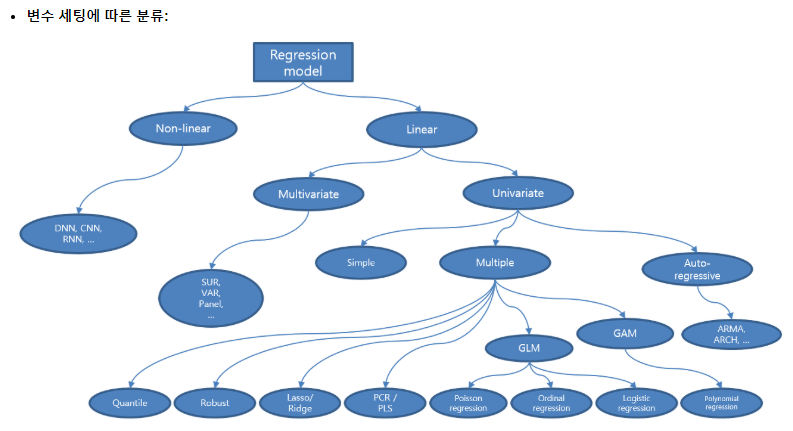 • 변수 세팅에 따른 분류:
Regression
model
Non-linear
Linear
Multivariate
Univariate
DNN, CNN,
RNN, ...
SUR,
VAR,
Panel,
...
Simple
Multiple
Auto-
regressive
GLM
GAM
ARMA,
ARCH, ...
Quantile
Robust
Lasso/
Ridge
PCR /
PLS
Poisson
regression
Ordinal
regression
Logistic
regression
Polynomial
regression